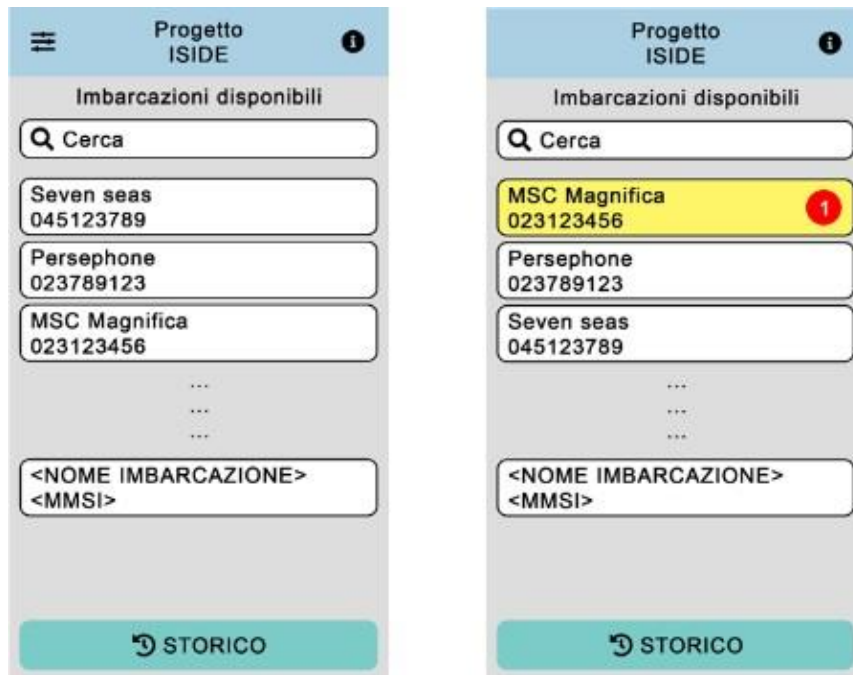 Progetto
ISIDE
Imbarcazioni disponibili
Cerca
Seven seas
045123789
Persephone
023789123
MSC Magnifica
023123456
...
...
...
<NOME IMBARCAZIONE>
<MMSI>
STORICO
Progetto
ISIDE
Imbarcazioni disponibili
Cerca
MSC Magnifica
023123456
1
Persephone
023789123
Seven seas
045123789
...
...
...
<NOME IMBARCAZIONE>
<MMSI>
STORICO